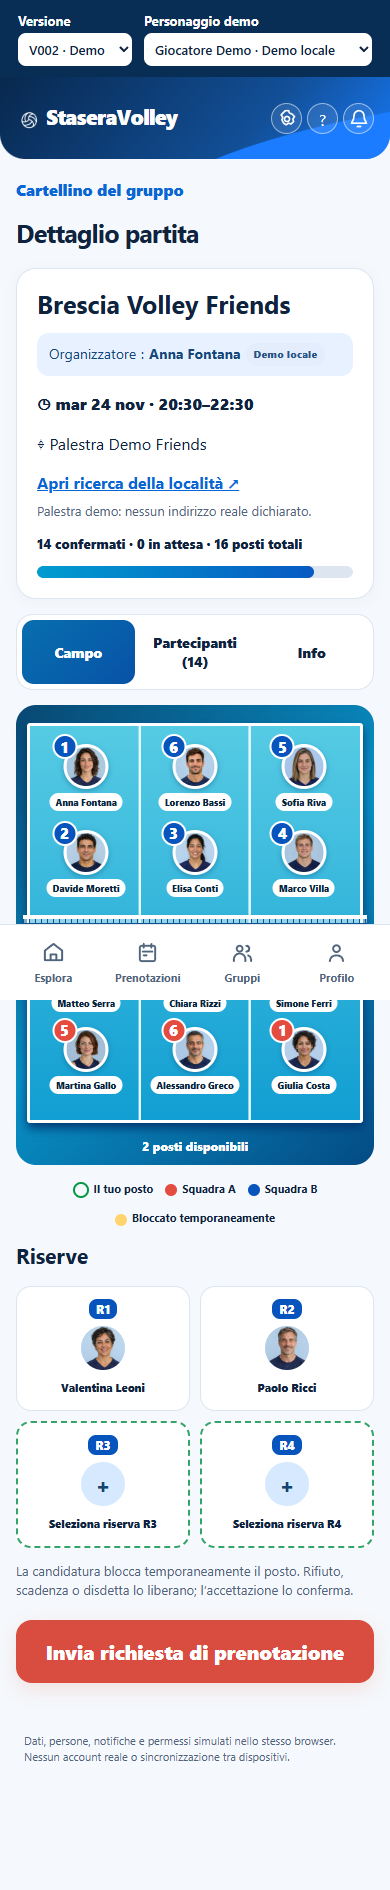 Versione
Personaggio demo
V002 · Demo
Giocatore Demo · Demo locale
StaseraVolley
?
Cartellino del gruppo
Dettaglio partita
Brescia Volley Friends
Organizzatore : Anna Fontana Demo locale
mar 24 nov · 20:30–22:30
Palestra Demo Friends
Apri ricerca della località ↗
Palestra demo: nessun indirizzo reale dichiarato.
14 confermati · 0 in attesa · 16 posti totali
Campo
Partecipanti
(14)
Info
1
6
5
Anna Fontana
Lorenzo Bassi
Sofia Riva
2
3
4
Davide Moretti
Elisa Conti
Marco Villa
Esplora
Prenotazioni
Gruppi
Profilo
Matteo Serra
Chiara Rizzi
Simone Ferri
5
6
1
Martina Gallo
Alessandro Greco
Giulia Costa
2 posti disponibili
Il tuo posto
Squadra A
Squadra B
Bloccato temporaneamente
Riserve
R1
R2
Valentina Leoni
Paolo Ricci
R3
R4
+
+
Seleziona riserva R3
Seleziona riserva R4
La candidatura blocca temporaneamente il posto. Rifiuto,
scadenza o disdetta lo liberano; l'accettazione lo conferma.
Invia richiesta di prenotazione
Dati, persone, notifiche e permessi simulati nello stesso browser.
Nessun account reale o sincronizzazione tra dispositivi.